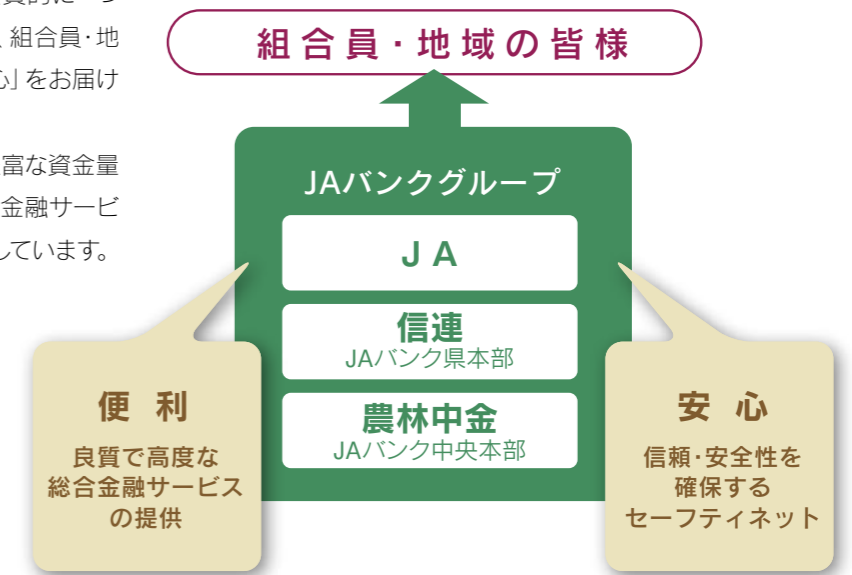 質的に一つ
、組合員・地
心」をお届け
富な資金量
金融サービ
しています。
組合員・地域の皆様
JAバンクグループ
JA
信連
JAバンク県本部
農林中金
JAバンク中央本部
便利
良質で高度な
総合金融サービス
の提供
安心
信頼・安全性を
確保する
セーフティネット